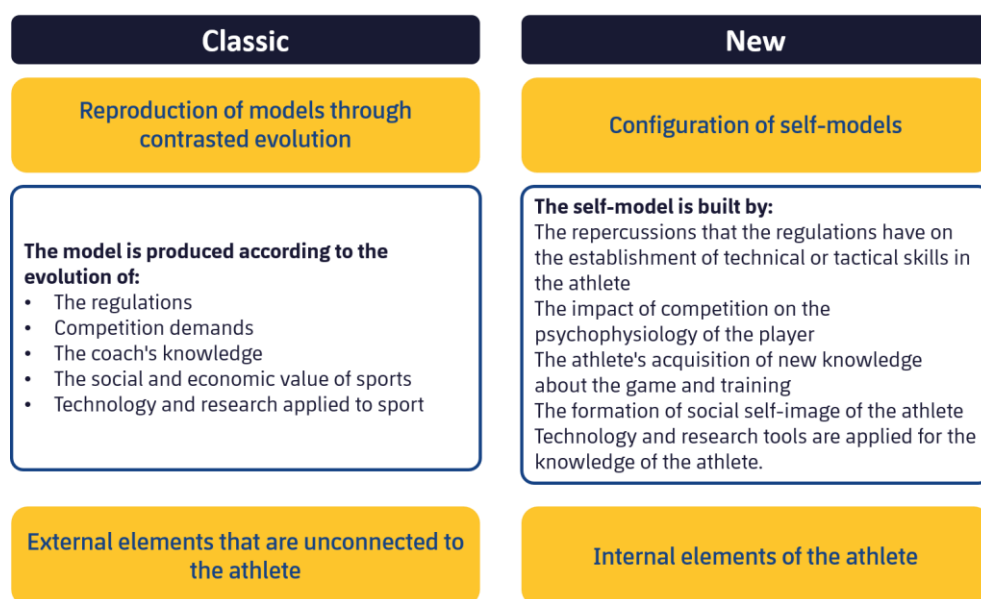 Classic
Reproduction of models through
contrasted evolution
The model is produced according to the
evolution of:
• The regulations
• Competition demands
• The coach's knowledge
• The social and economic value of sports
• Technology and research applied to sport
External elements that are unconnected to
the athlete
New
Configuration of self-models
The self-model is built by:
The repercussions that the regulations have on
the establishment of technical or tactical skills in
the athlete
The impact of competition on the
psychophysiology of the player
The athlete's acquisition of new knowledge
about the game and training
The formation of social self-image of the athlete
Technology and research tools are applied for the
knowledge of the athlete.
Internal elements of the athlete